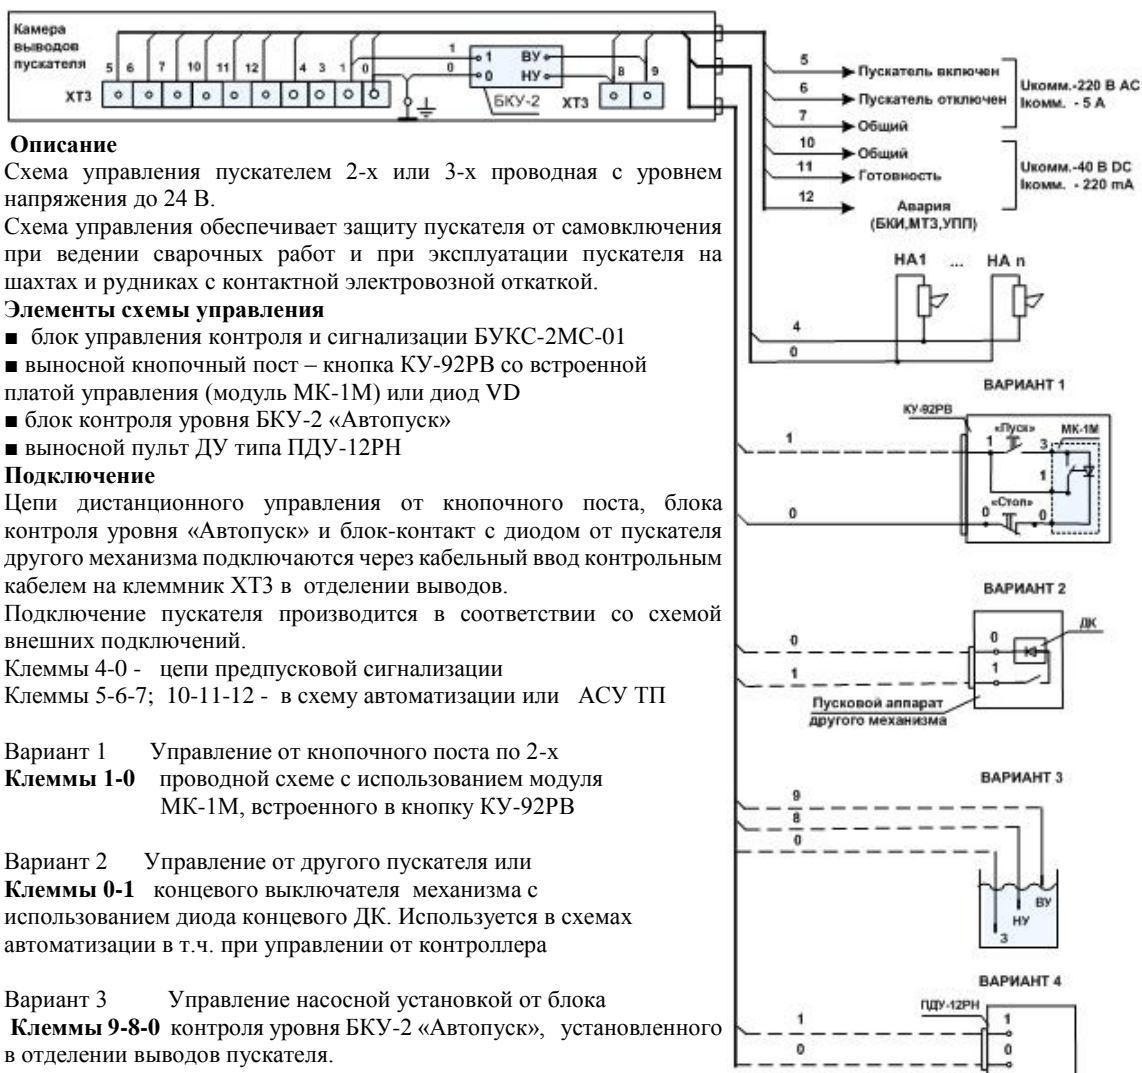 Камера
выводов
пускателя
5 6 7 10 11 12 4 3 1 0
ХТ3
1
0
1 ВУ
0 НУ
БКУ-2
ХТ3
8 9
5 Пускатель включен
6 Пускатель отключен
7 Общий
Uкомм.-220 В AC
Iкомм. - 5 А
10 Общий
11 Готовность
12 Авария
(БКИ,МТЗ,УПП)
Uкомм.-40 В DC
Iкомм. - 220 mA
НА1 ... НА n
4
0
Описание
Схема управления пускателем 2-х или 3-х проводная с уровнем
напряжения до 24 В.
Схема управления обеспечивает защиту пускателя от самовключения
при ведении сварочных работ и при эксплуатации пускателя на
шахтах и рудниках с контактной электровозной откаткой.
Элементы схемы управления
■ блок управления контроля и сигнализации БУКС-2МС-01
■ выносной кнопочный пост – кнопка КУ-92РВ со встроенной
платой управления (модуль МК-1М) или диод VD
■ блок контроля уровня БКУ-2 «Автопуск»
■ выносной пульт ДУ типа ПДУ-12РН
Подключение
Цепи дистанционного управления от кнопочного поста, блока
контроля уровня «Автопуск» и блок-контакт с диодом от пускателя
другого механизма подключаются через кабельный ввод контрольным
кабелем на клеммник ХТ3 в отделении выводов.
Подключение пускателя производится в соответствии со схемой
внешних подключений.
Клеммы 4-0 - цепи предпусковой сигнализации
Клеммы 5-6-7; 10-11-12 - в схему автоматизации или АСУ ТП
Вариант 1 Управление от кнопочного поста по 2-х
Клеммы 1-0 проводной схеме с использованием модуля
МК-1М, встроенного в кнопку КУ-92РВ
Вариант 2 Управление от другого пускателя или
Клеммы 0-1 концевого выключателя механизма с
использованием диода концевого ДК. Используется в схемах
автоматизации в т.ч. при управлении от контроллера
Вариант 3 Управление насосной установкой от блока
Клеммы 9-8-0 контроля уровня БКУ-2 «Автопуск», установленного
в отделении выводов пускателя.
ВАРИАНТ 1
КУ-92РВ
«Пуск» МК-1М
1 1 3
1
«Стоп»
0 0 0
ВАРИАНТ 2
ДК
0 0
1 1
Пусковой аппарат
другого механизма
ВАРИАНТ 3
9
8
0
ВУ
НУ
З
ВАРИАНТ 4
ПДУ-12РН
1 1
0 0